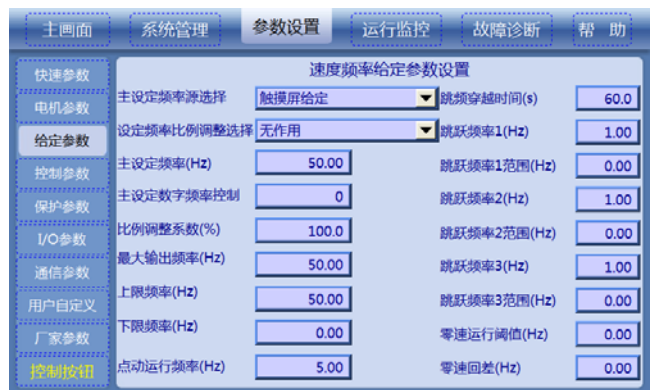 主画面 系统管理 参数设置 运行监控 故障诊断 帮 助
速度频率给定参数设置
快速参数
电机参数
给定参数
控制参数
保护参数
I/O参数
通信参数
用户自定义
厂家参数
控制按钮
主设定频率源选择 触摸屏给定
设定频率比例调整选择 无作用
主设定频率(Hz) 50.00
主设定数字频率控制 0
比例调整系数(%) 100.0
最大输出频率(Hz) 50.00
上限频率(Hz) 50.00
下限频率(Hz) 0.00
点动运行频率(Hz) 5.00
跳频穿越时间(s) 60.0
跳跃频率1(Hz) 1.00
跳跃频率1范围(Hz) 0.00
跳跃频率2(Hz) 1.00
跳跃频率2范围(Hz) 0.00
跳跃频率3(Hz) 1.00
跳跃频率3范围(Hz) 0.00
零速运行阈值(Hz) 0.00
零速回差(Hz) 0.00